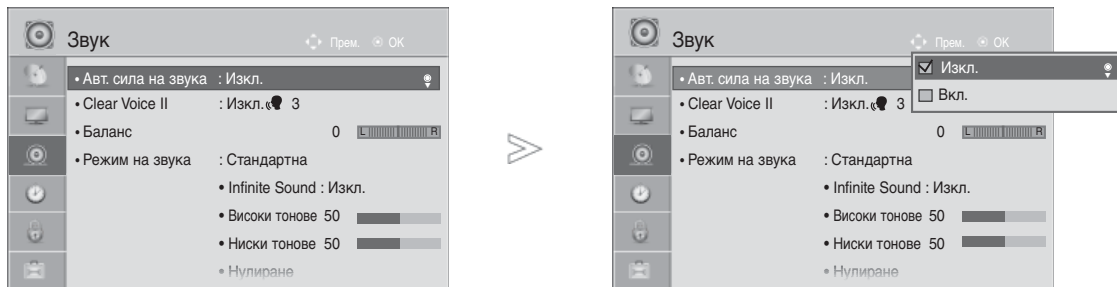 Звук
Прем. OK
• Авт. сила на звука : Изкл.
• Clear Voice II : Изкл. 3
• Баланс 0 L R
• Режим на звука : Стандартна
• Infinite Sound : Изкл.
• Високи тонове 50
• Ниски тонове 50
• Нулиране
Звук
Прем. OK
• Авт. сила на звука : Изкл.
• Clear Voice II : Изкл. 3
• Баланс 0 L R
• Режим на звука : Стандартна
• Infinite Sound : Изкл.
• Високи тонове 50
• Ниски тонове 50
• Нулиране
Изкл.
Вкл.